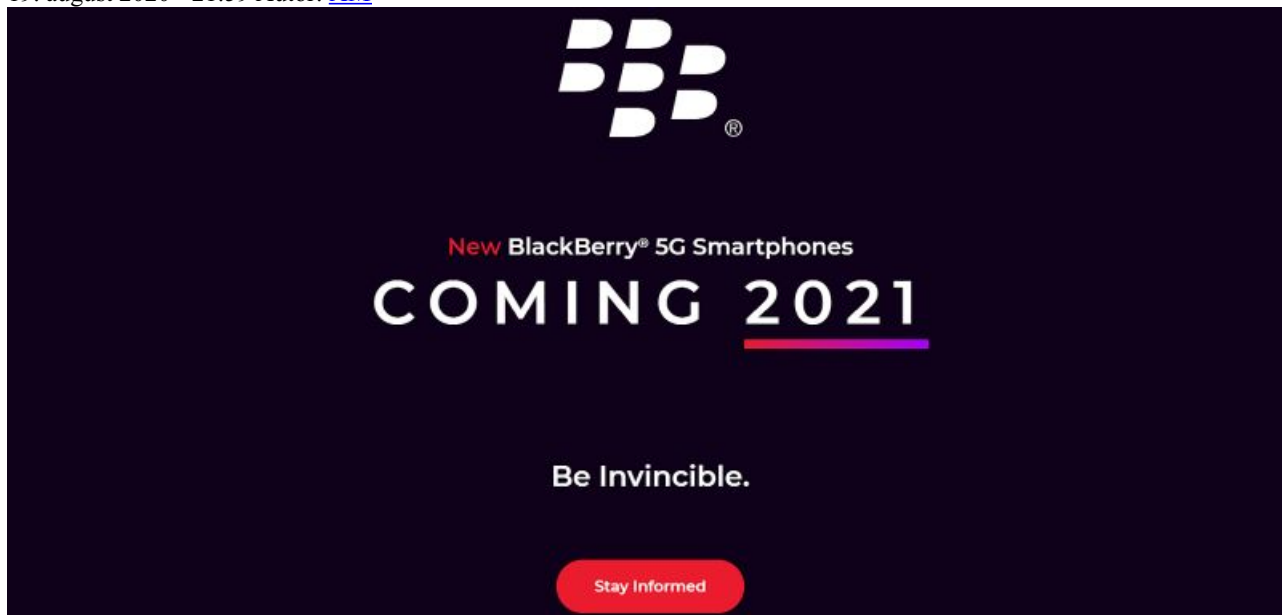 New BlackBerry® 5G Smartphones
COMING 2021
Be Invincible.
Stay Informed